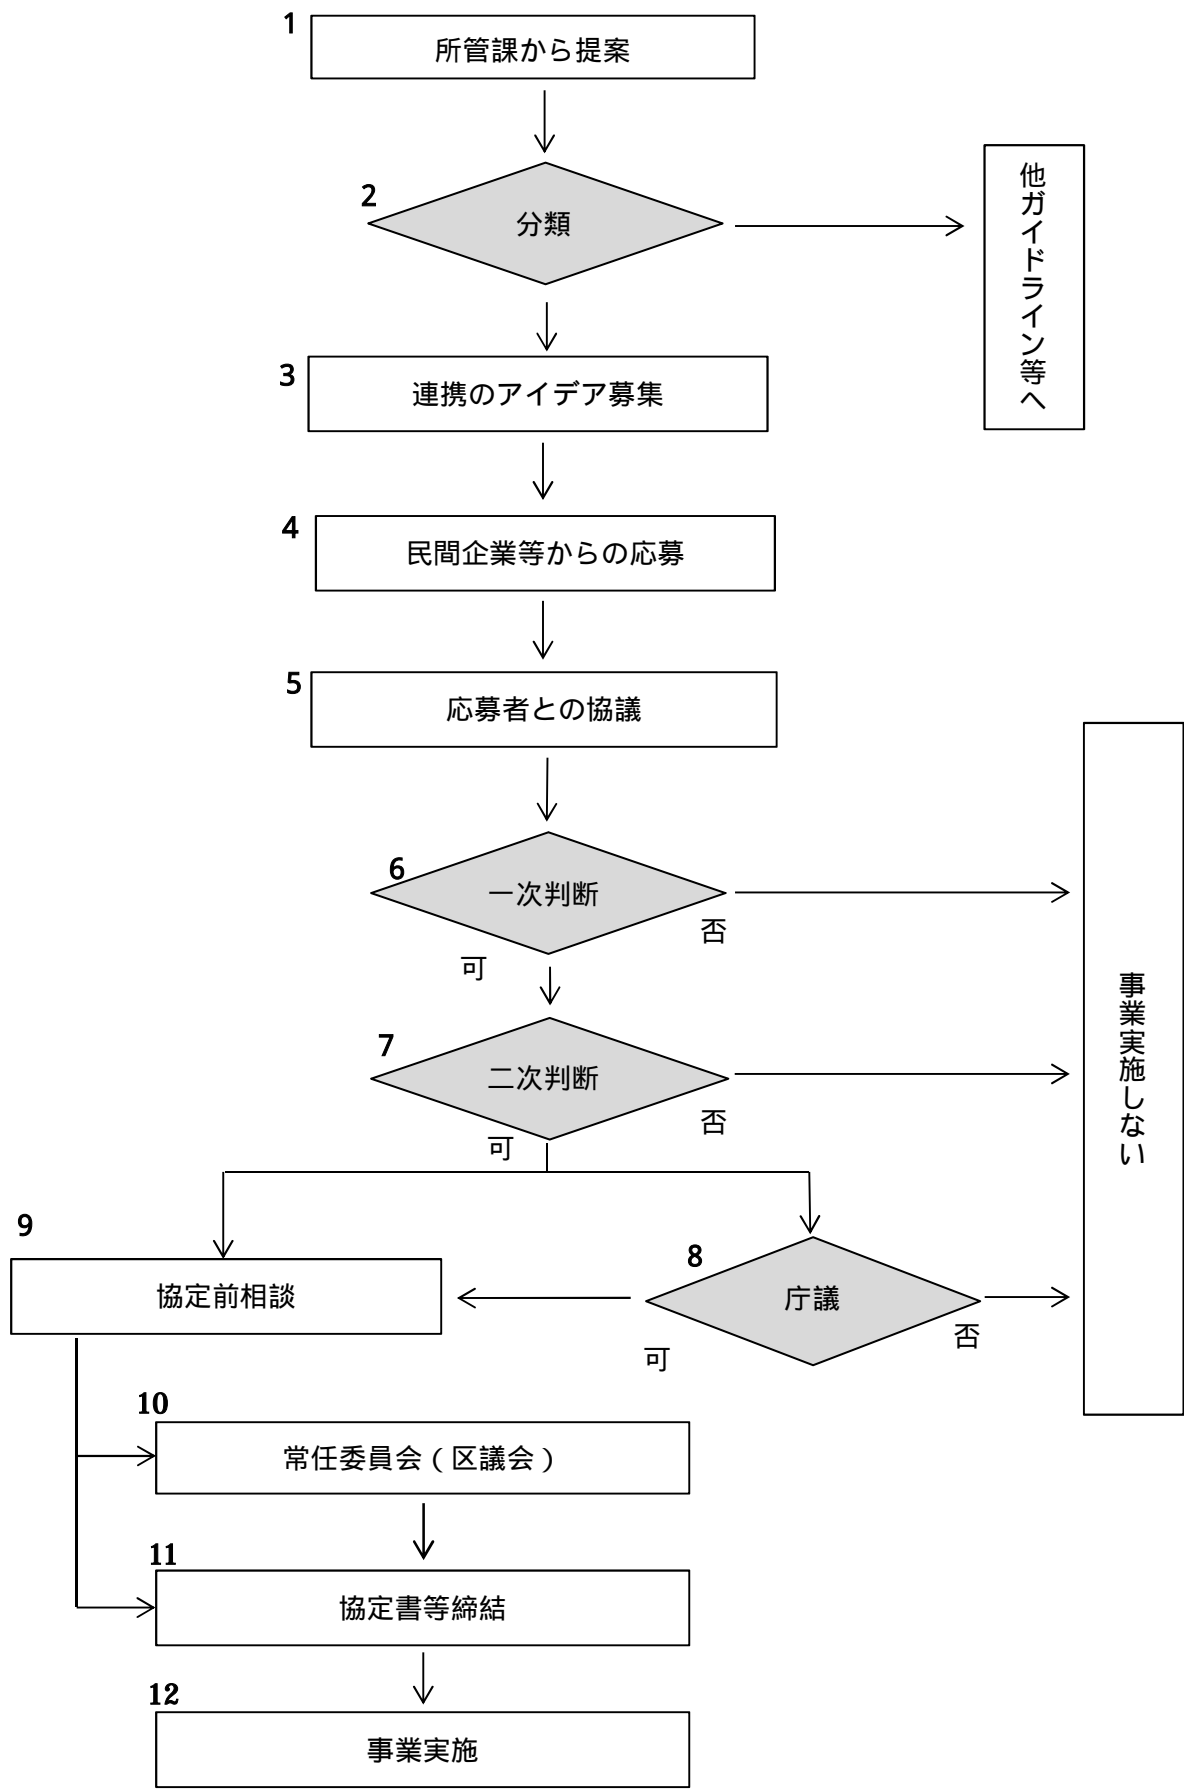 1
所管課から提案
2
分類
他ガイドライン等へ
3
連携のアイデア募集
4
民間企業等からの応募
5
応募者との協議
6
一次判断
否
可
7
二次判断
否
可
事業実施しない
9
協定前相談
8
庁議
否
可
10
常任委員会(区議会)
11
協定書等締結
12
事業実施